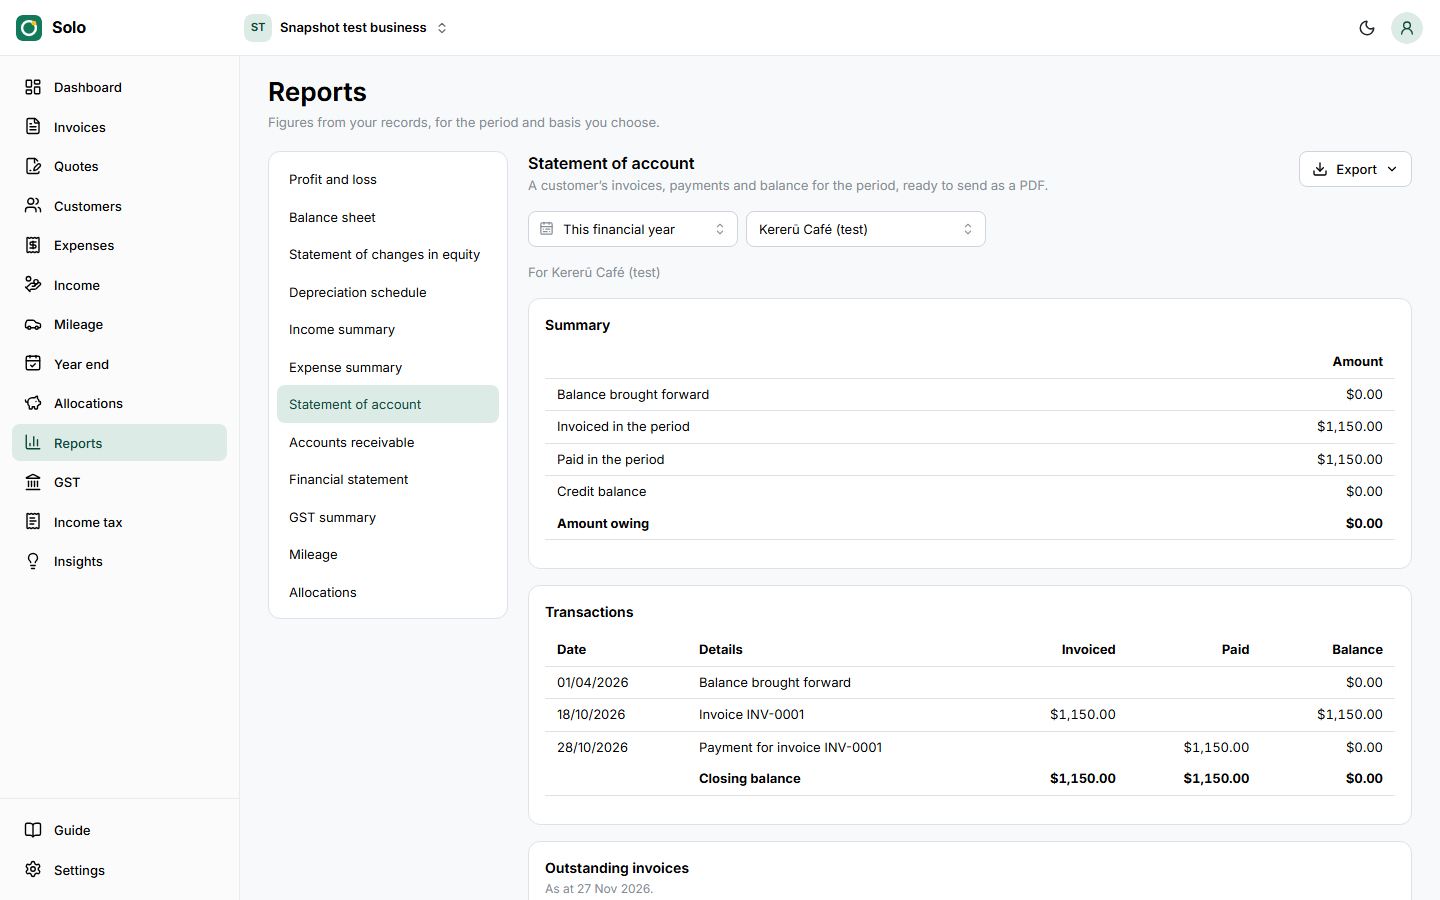 Solo
ST Snapshot test business
Dashboard
Invoices
Quotes
Customers
Expenses
Income
Mileage
Year end
Allocations
Reports
GST
Income tax
Insights
Guide
Settings
Reports
Figures from your records, for the period and basis you choose.
Profit and loss
Balance sheet
Statement of changes in equity
Depreciation schedule
Income summary
Expense summary
Statement of account
Accounts receivable
Financial statement
GST summary
Mileage
Allocations
Statement of account
A customer’s invoices, payments and balance for the period, ready to send as a PDF.
Export
This financial year
Kererū Café (test)
For Kererū Café (test)
Summary
Amount
Balance brought forward $0.00
Invoiced in the period $1,150.00
Paid in the period $1,150.00
Credit balance $0.00
Amount owing $0.00
Transactions
Date Details Invoiced Paid Balance
01/04/2026 Balance brought forward $0.00
18/10/2026 Invoice INV-0001 $1,150.00 $1,150.00
28/10/2026 Payment for invoice INV-0001 $1,150.00 $0.00
Closing balance $1,150.00 $1,150.00 $0.00
Outstanding invoices
As at 27 Nov 2026.